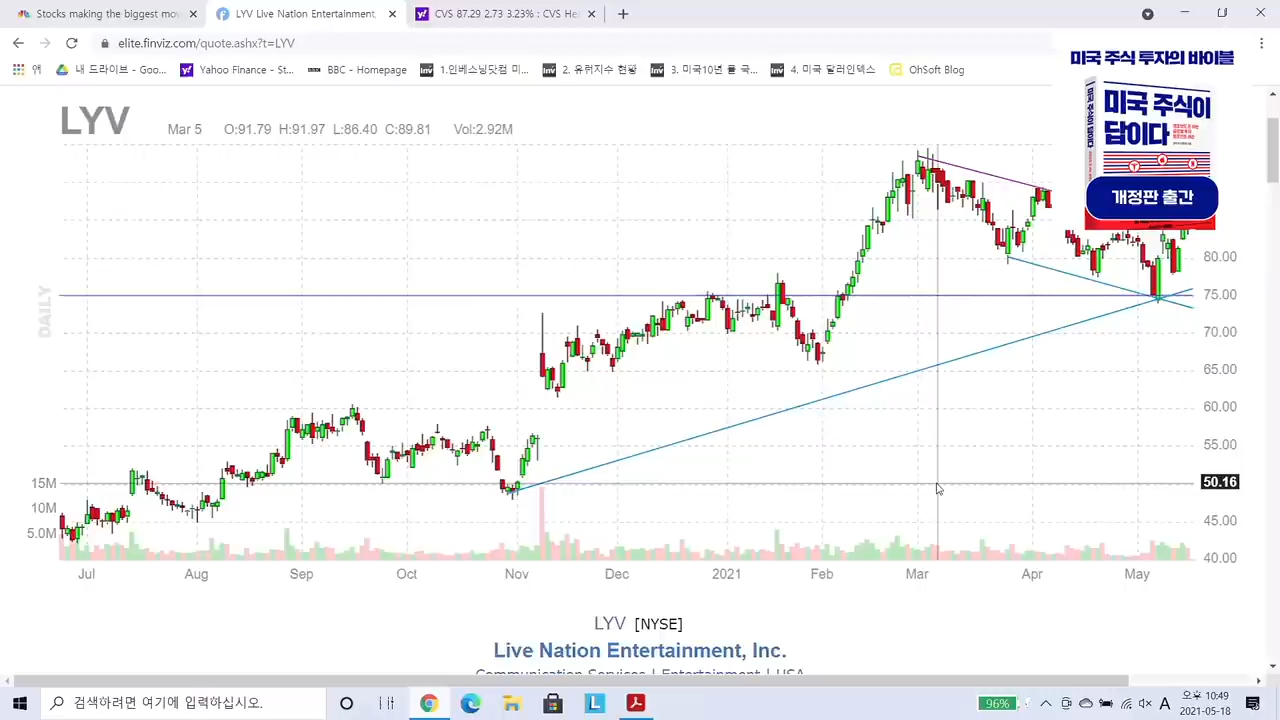 Stocks making the biggest mov
LYV Live Nation Entertainment,
CVS 87.29 2.73 3.23% : CVS He
elite.finviz.com/quote.ashx?t=LYV
앱
내 드라이브 - Goo...
Yahoo Finance - St...
BBC - Homepage
1.인베스팅닷컴 미...
2. 유럽지수 현황
3. 미국10년 물 국...
4. 미국 달러인덱스
OhSoft Blog
미국 주식 투자의 바이블
미국 주식이
답이다
개정판 출간
LYV
Mar 5 O:91.79 H:91.97 L:86.40 C:89.81
DAILY
80.00
75.00
70.00
65.00
60.00
55.00
50.16
45.00
40.00
15M
10M
5.0M
Jul Aug Sep Oct Nov Dec 2021 Feb Mar Apr May
LYV [NYSE]
Live Nation Entertainment, Inc.
Communication Services | Entertainment | USA
검색하려면 여기에 입력하십시오.
96%
A
오후 10:49
2021-05-18